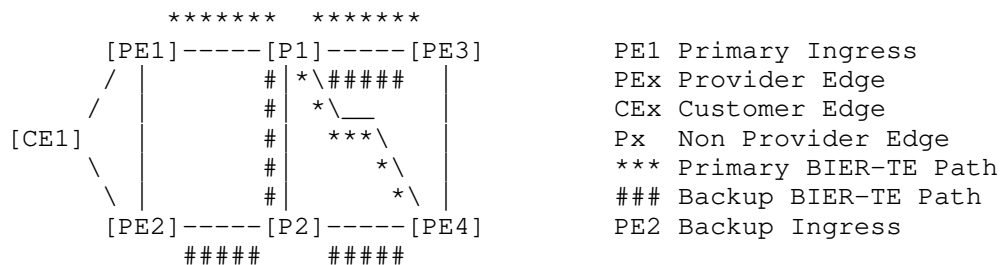 *******  *******
[PE1]-----[P1]-----[PE3]          PE1 Primary Ingress
/ |        #|*\#####  |           PEx Provider Edge
/  |        #| *\__    |           CEx Customer Edge
[CE1]   |        #|  ***\   |           Px  Non Provider Edge
\  |        #|     *\  |           *** Primary BIER-TE Path
\ |        #|      *\ |           ### Backup BIER-TE Path
[PE2]-----[P2]-----[PE4]          PE2 Backup Ingress
#####    #####